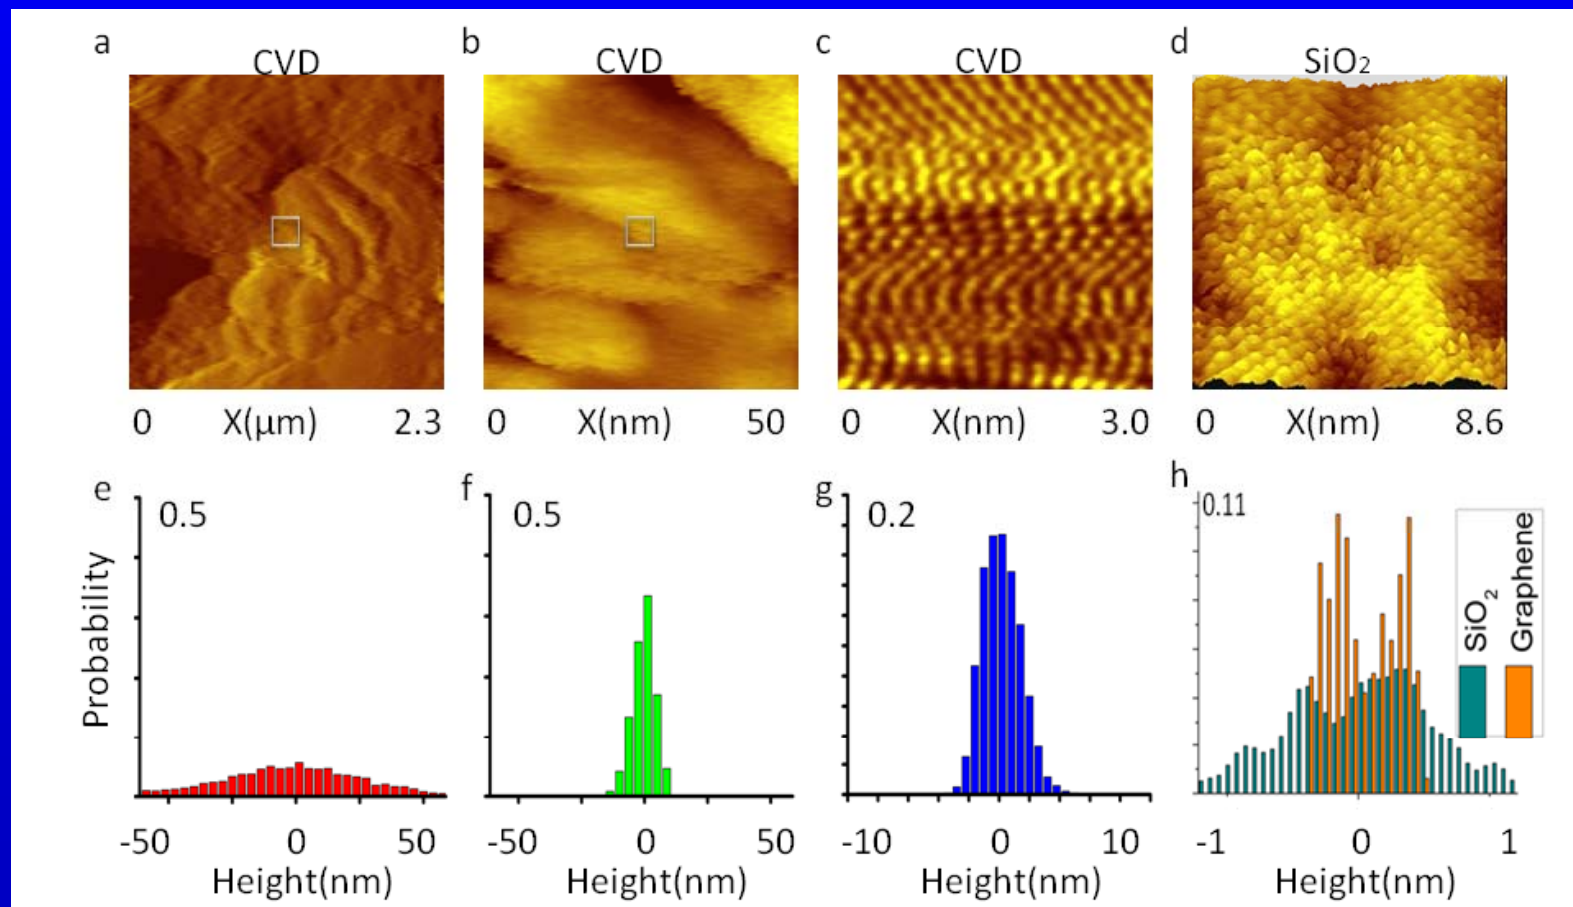 a
CVD
b
CVD
c
CVD
d
SiO₂
0 X(μm) 2.3
0 X(nm) 50
0 X(nm) 3.0
0 X(nm) 8.6
e
0.5
f
0.5
g
0.2
h
0.11
SiO₂
Graphene
Probability
-50 0 50
-50 0 50
-10 0 10
-1 0 1
Height(nm)
Height(nm)
Height(nm)
Height(nm)